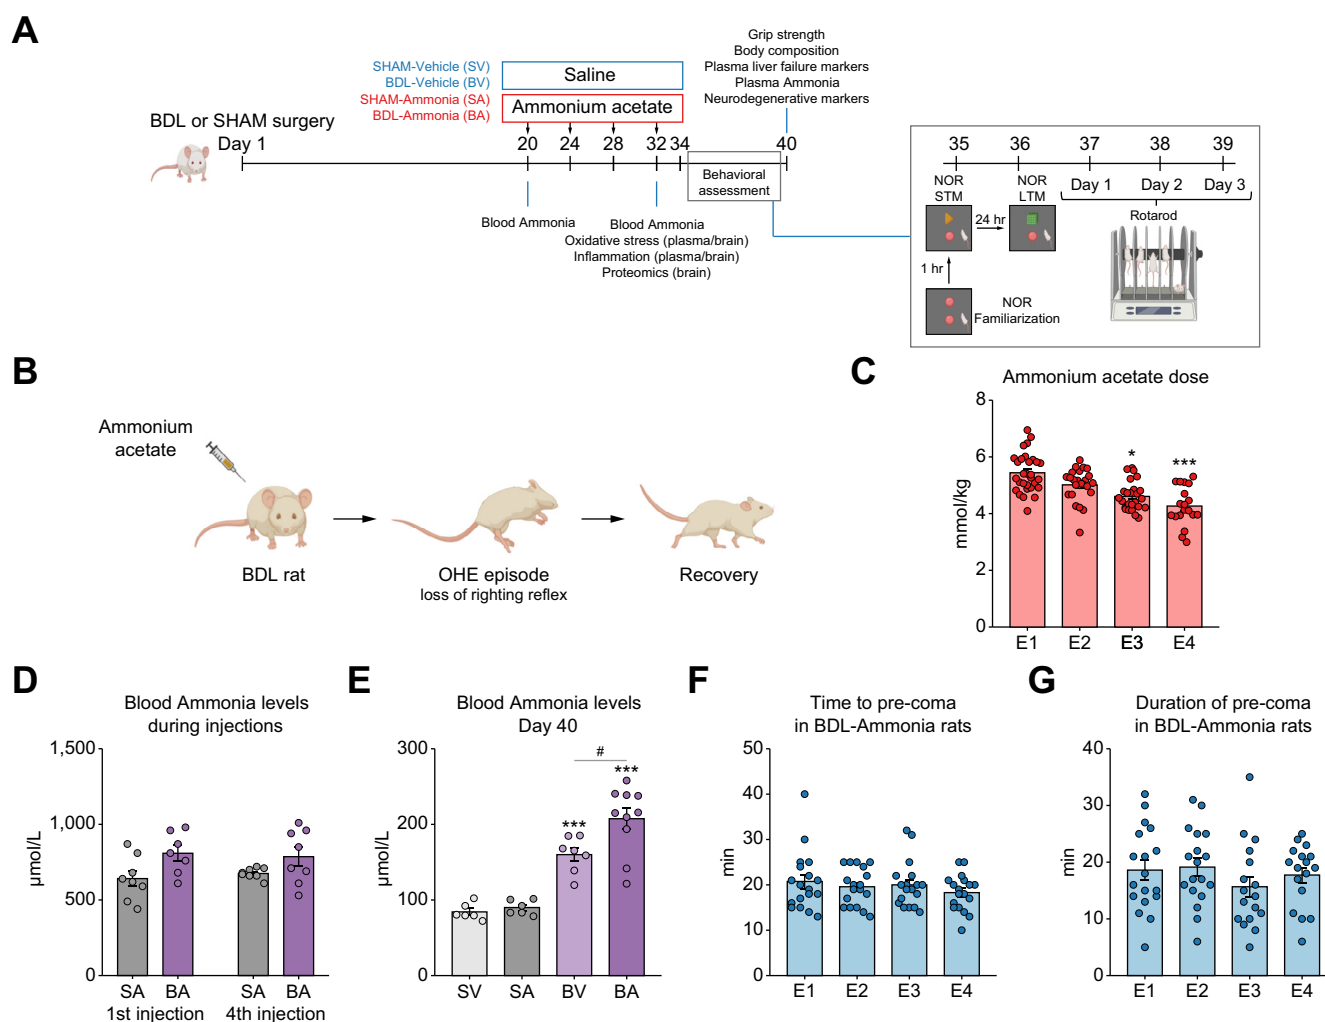 A
Grip strength
Body composition
Plasma liver failure markers
Plasma Ammonia
Neurodegenerative markers
SHAM-Vehicle (SV)
BDL-Vehicle (BV)
Saline
SHAM-Ammonia (SA)
BDL-Ammonia (BA)
Ammonium acetate
BDL or SHAM surgery
Day 1
20 24 28 32 34 40
Behavioral
assessment
Blood Ammonia
Blood Ammonia
Oxidative stress (plasma/brain)
Inflammation (plasma/brain)
Proteomics (brain)
35 36 37 38 39
NOR
STM
NOR
LTM
Day 1 Day 2 Day 3
24 hr
Rotarod
1 hr
NOR
Familiarization
B
Ammonium
acetate
BDL rat
OHE episode
loss of righting reflex
Recovery
C
Ammonium acetate dose
mmol/kg
8
6
4
2
0
*
***
E1 E2 E3 E4
D
Blood Ammonia levels
during injections
µmol/L
1,500
1,000
500
0
SA BA SA BA
1st injection 4th injection
E
Blood Ammonia levels
Day 40
µmol/L
300
200
100
0
#
***
***
SV SA BV BA
F
Time to pre-coma
in BDL-Ammonia rats
min
50
40
30
20
10
0
E1 E2 E3 E4
G
Duration of pre-coma
in BDL-Ammonia rats
min
40
30
20
10
0
E1 E2 E3 E4